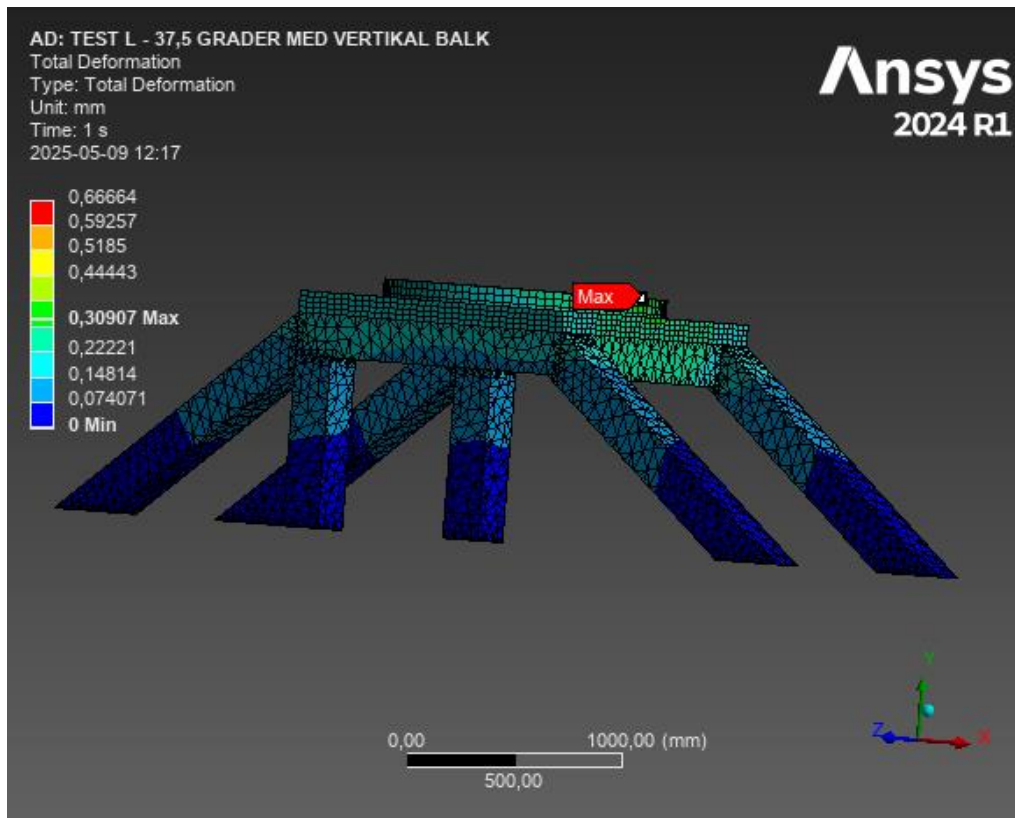 AD: TEST L - 37,5 GRADER MED VERTIKAL BALK
Total Deformation
Type: Total Deformation
Unit: mm
Time: 1 s
2025-05-09 12:17
Ansys
2024 R1
0,66664
0,59257
0,5185
0,44443
0,30907 Max
0,22221
0,14814
0,074071
0 Min
Max
Y
Z
X
0,00
1000,00 (mm)
500,00